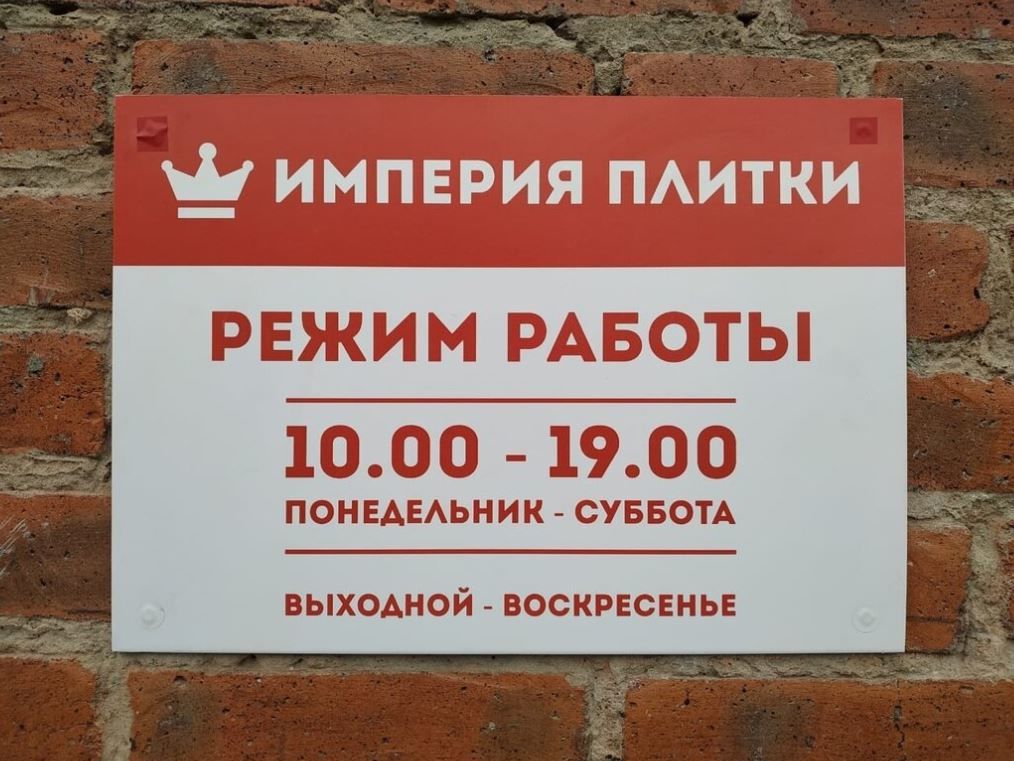 ИМПЕРИЯ ПЛИТКИ
РЕЖИМ РАБОТЫ
10.00 - 19.00
ПОНЕДЕЛЬНИК - СУББОТА
ВЫХОДНОЙ - ВОСКРЕСЕНЬЕ